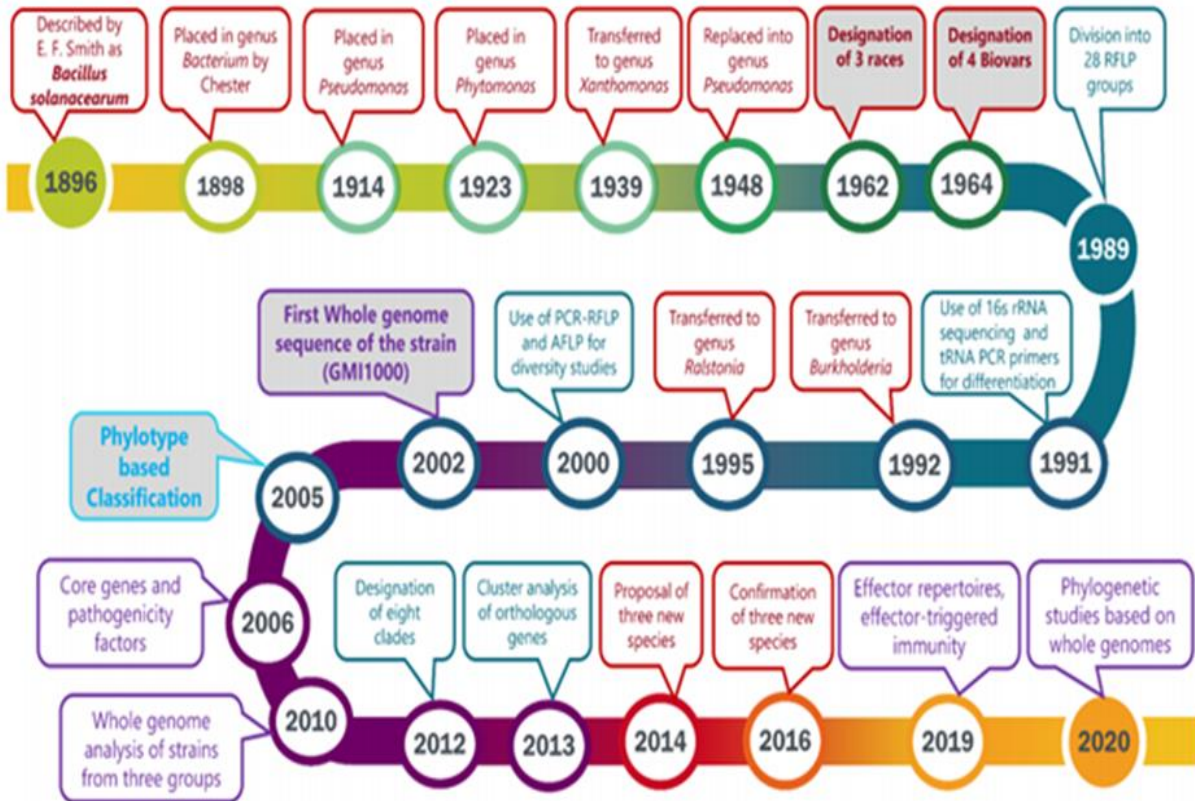 Described by
E. F. Smith as
Bacillus
solanacearum
Placed in genus
Bacterium by
Chester
Placed in
genus
Pseudomonas
Placed in
genus
Phytomonas
Transferred
to genus
Xanthomonas
Replaced into
genus
Pseudomonas
Designation
of 3 races
Designation
of 4 Biovars
Division into
28 RFLP
groups
1896
1898
1914
1923
1939
1948
1962
1964
1989
First Whole genome
sequence of the strain
(GMI1000)
Use of PCR-RFLP
and AFLP for
diversity studies
Transferred to
genus
Ralstonia
Transferred to
genus
Burkholderia
Use of 16s rRNA
sequencing and
tRNA PCR primers
for differentiation
Phylotype
based
Classification
2005
2002
2000
1995
1992
1991
Core genes and
pathogenicity
factors
2006
Designation
of eight
clades
Cluster analysis
of orthologous
genes
Proposal of
three new
species
Confirmation
of three new
species
Effector repertoires,
effector-triggered
immunity
Phylogenetic
studies based on
whole genomes
Whole genome
analysis of strains
from three groups
2010
2012
2013
2014
2016
2019
2020